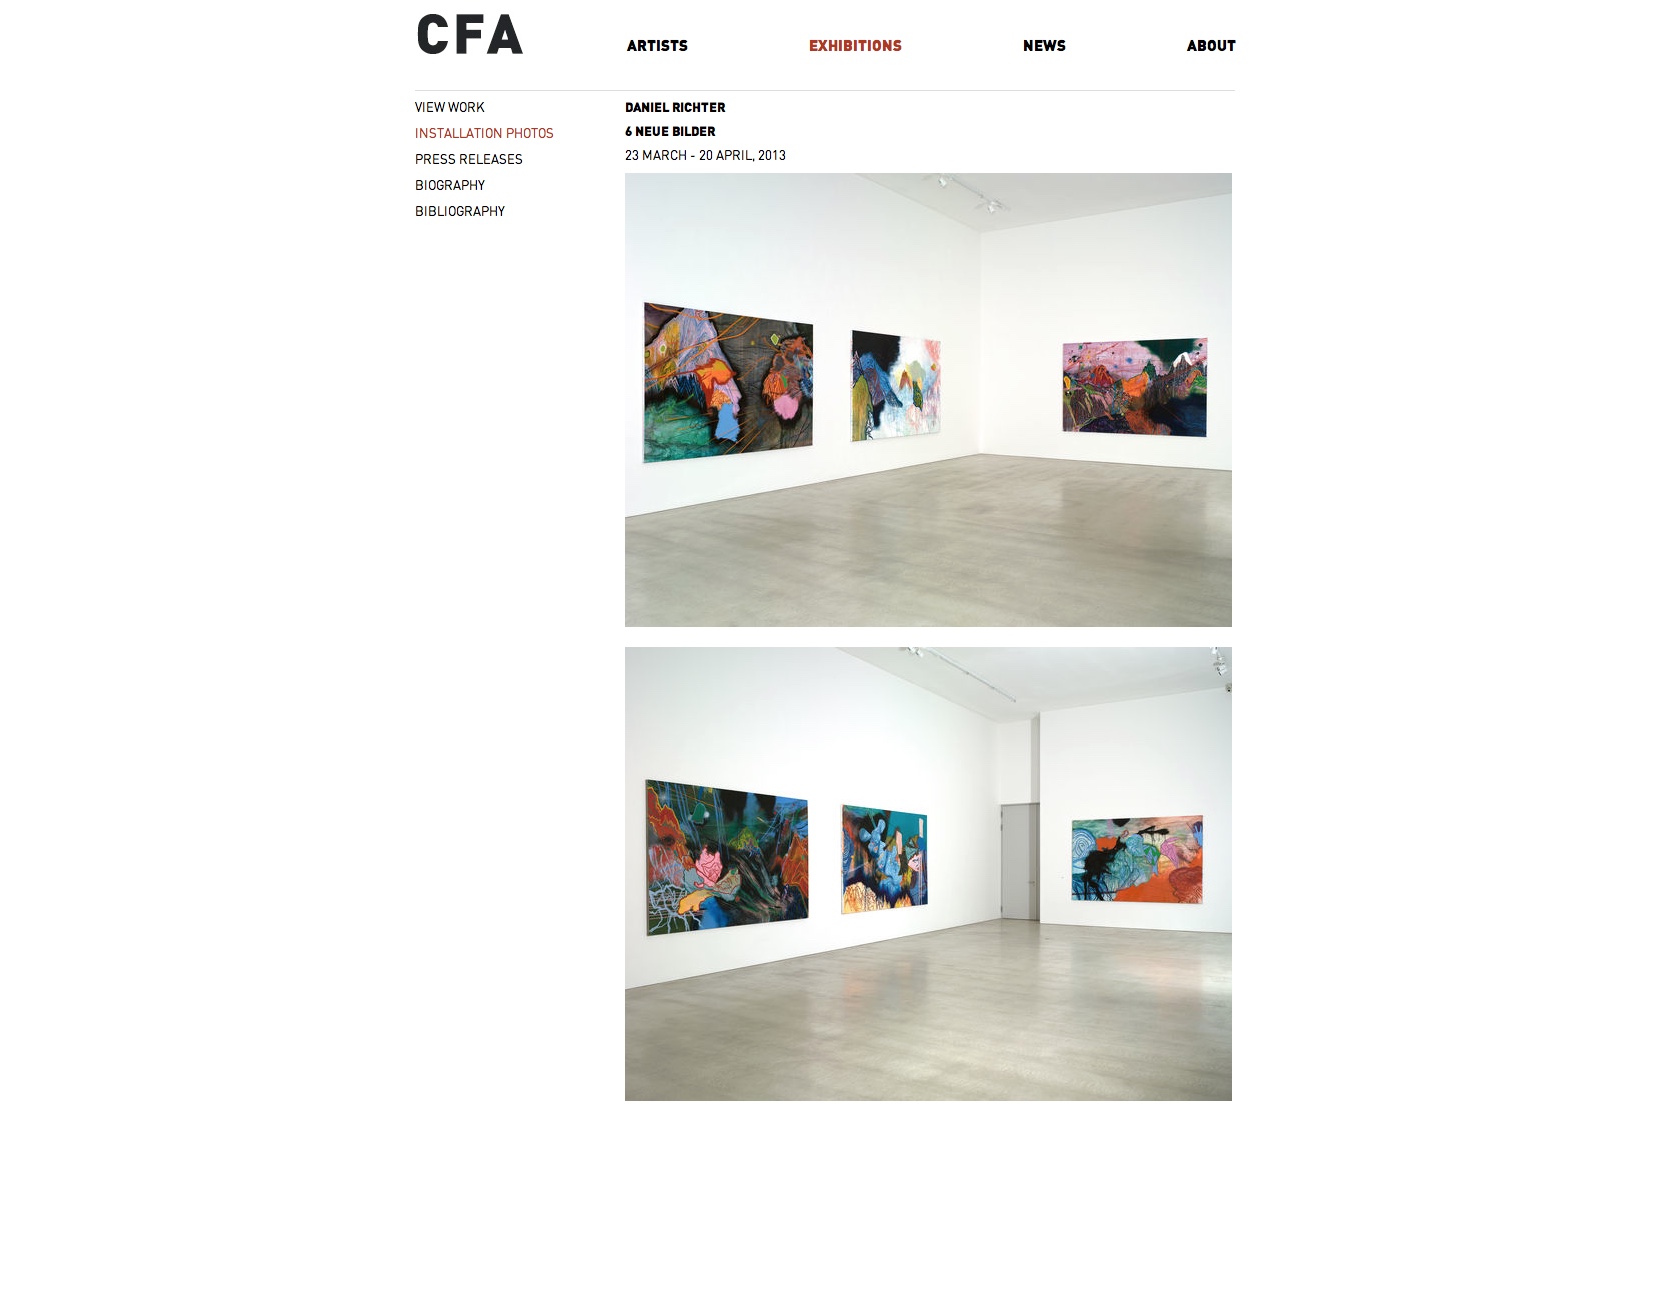 CFA
ARTISTS
EXHIBITIONS
NEWS
ABOUT
VIEW WORK
INSTALLATION PHOTOS
PRESS RELEASES
BIOGRAPHY
BIBLIOGRAPHY
DANIEL RICHTER
6 NEUE BILDER
23 MARCH - 20 APRIL, 2013